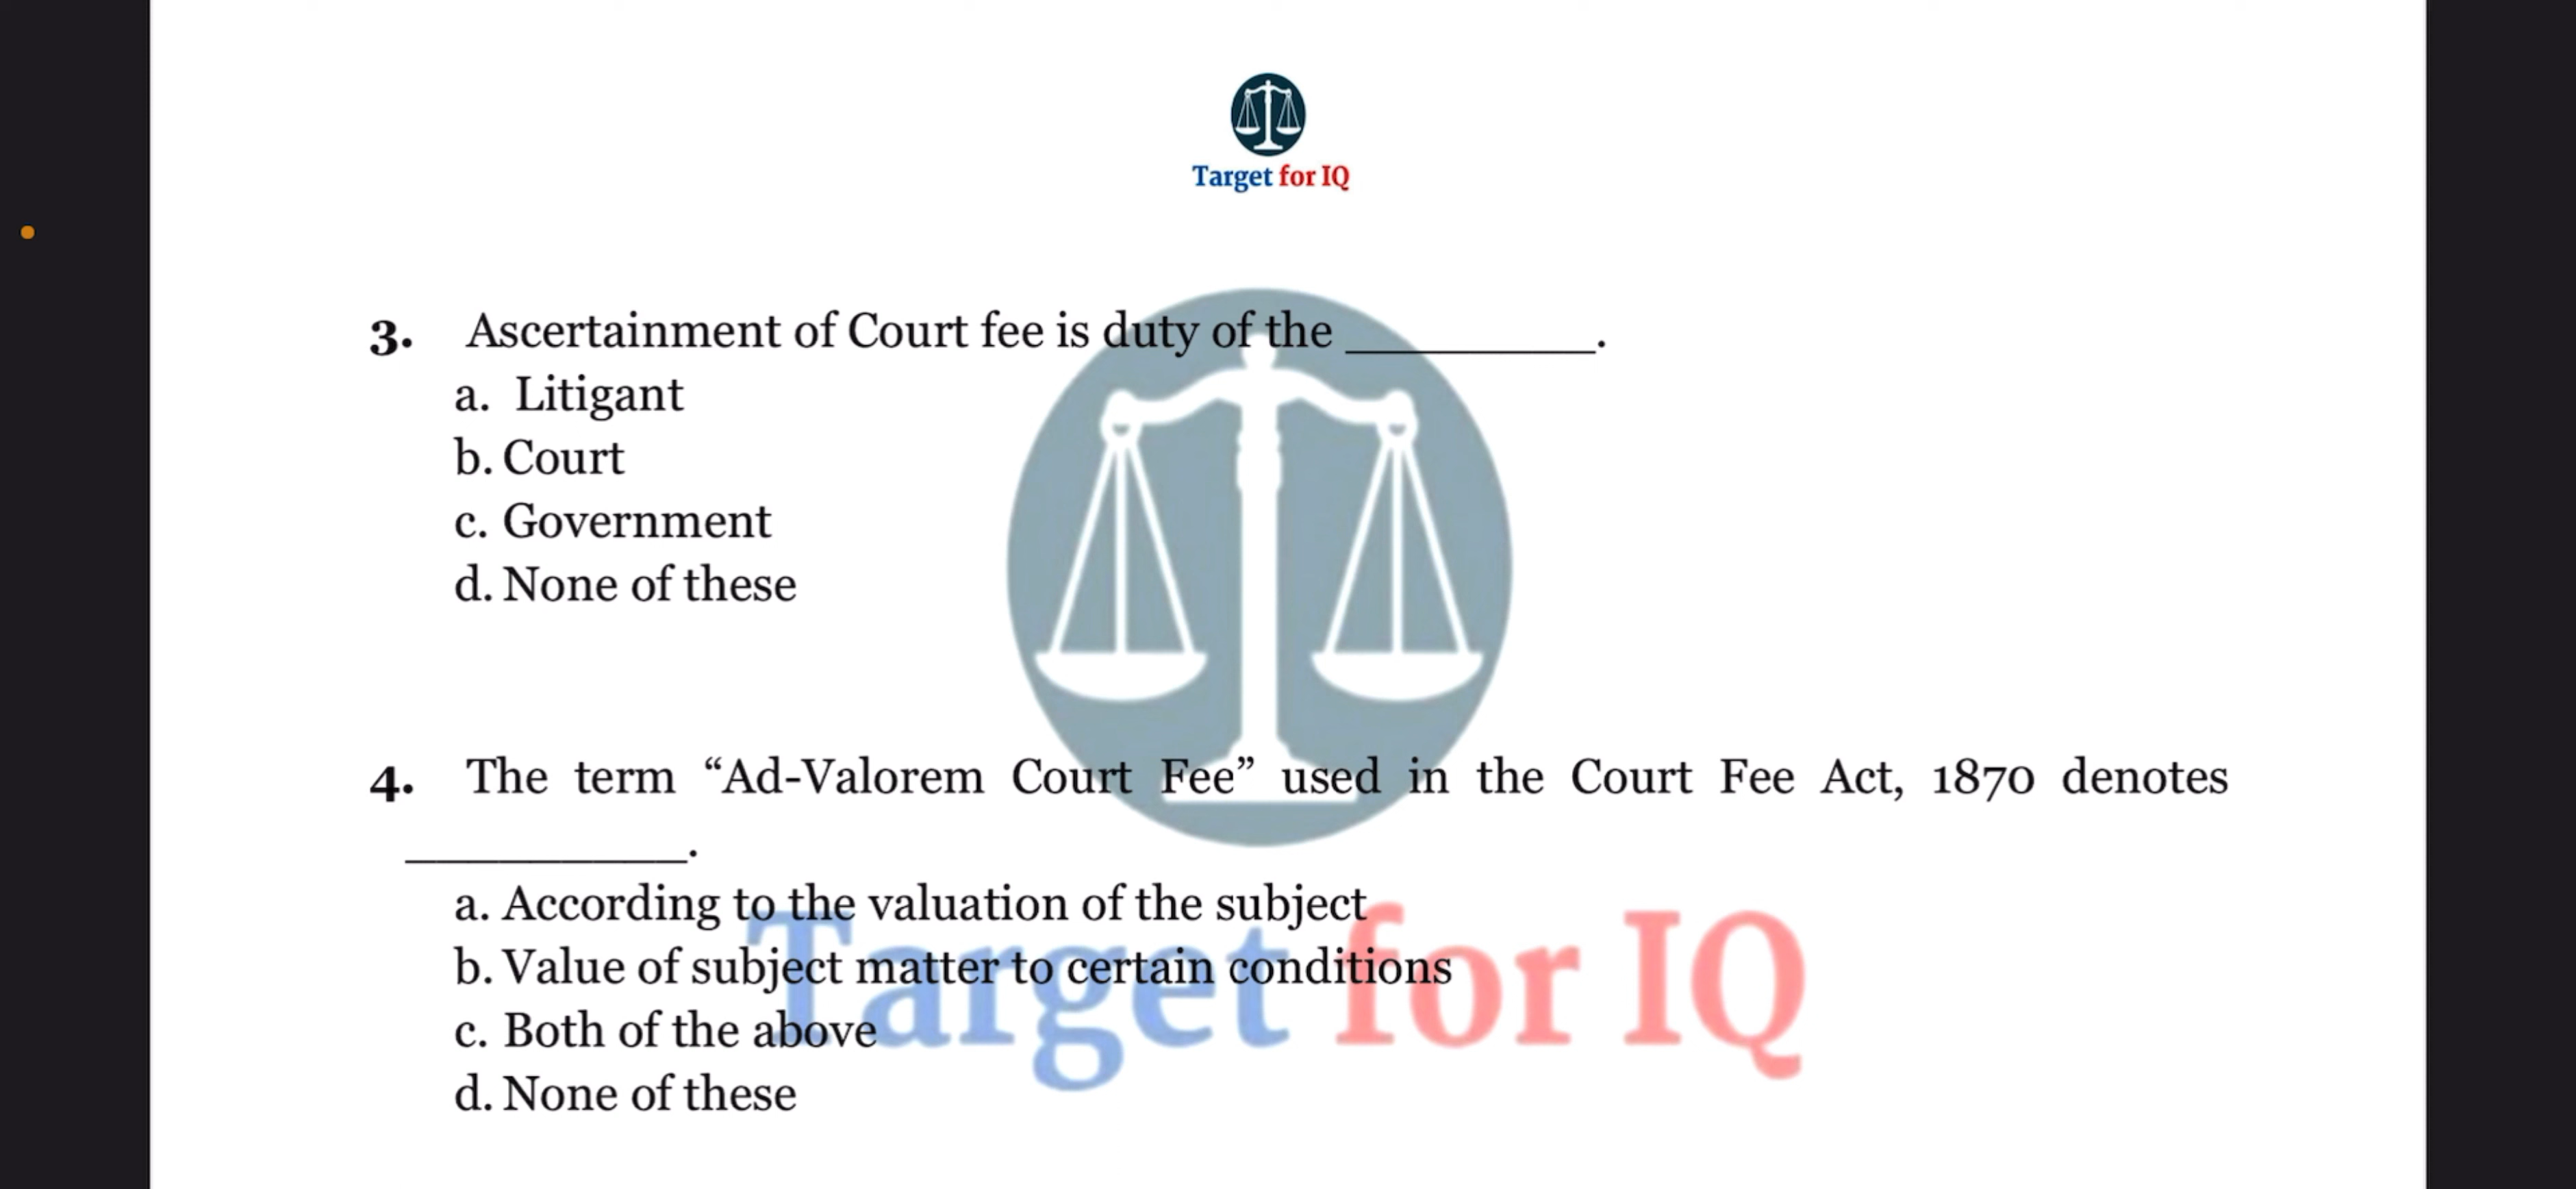 Target for IQ
3. Ascertainment of Court fee is duty of the __________.
a. Litigant
b. Court
c. Government
d. None of these
4. The term “Ad-Valorem Court Fee” used in the Court Fee Act, 1870 denotes
___________.
a. According to the valuation of the subject
b. Value of subject matter to certain conditions
Target for IQ
c. Both of the above
d. None of these